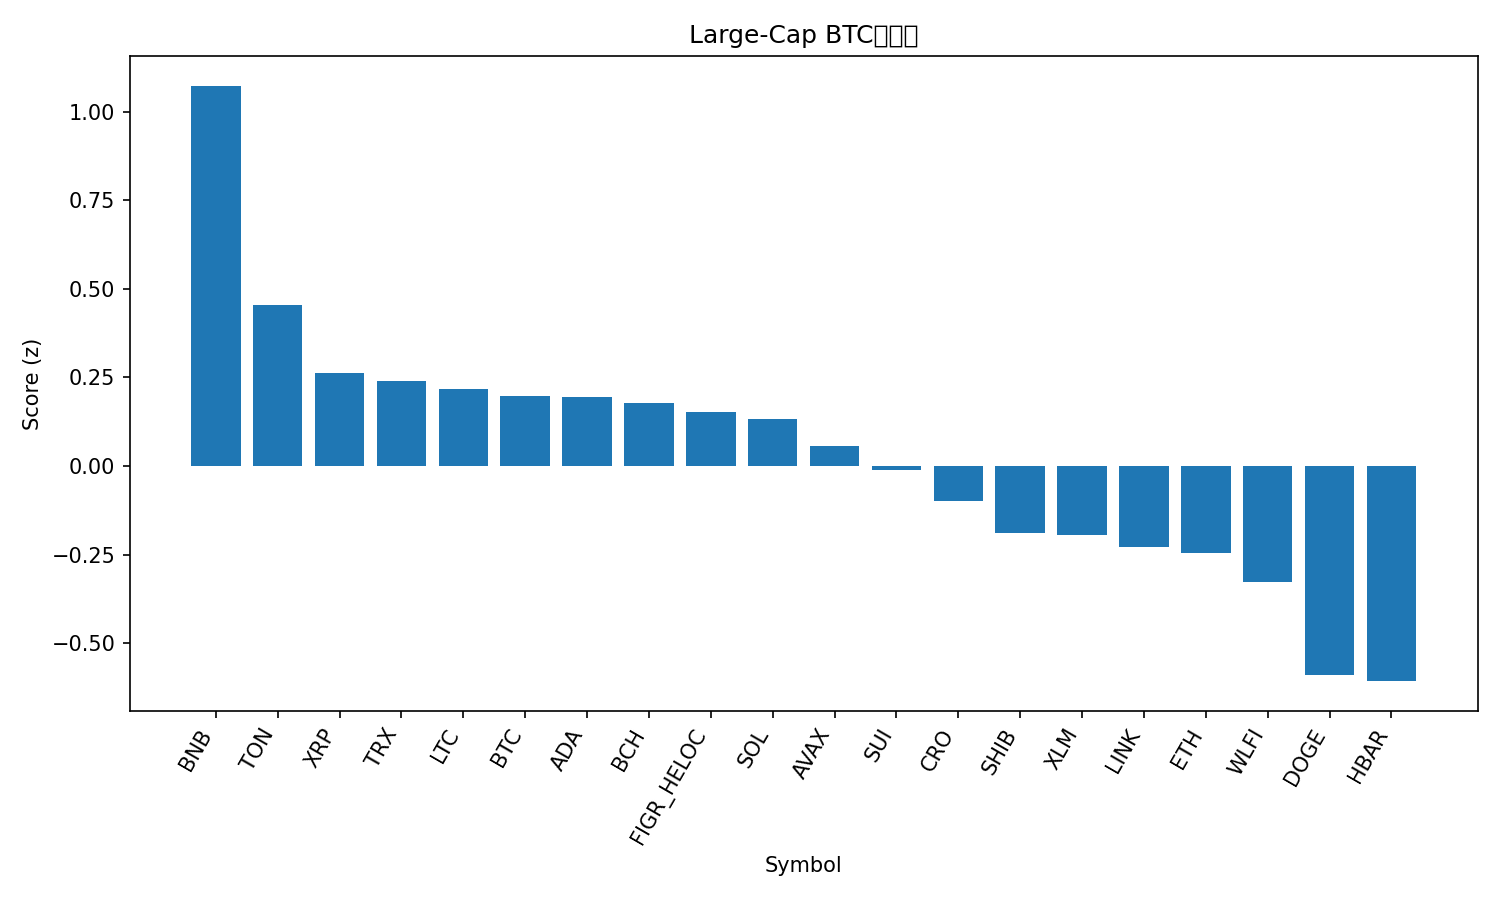 Large-Cap BTC
1.00
0.75
0.50
0.25
0.00
−0.25
−0.50
Score (z)
BNB
TON
XRP
TRX
LTC
BTC
ADA
BCH
FIGR_HELOC
SOL
AVAX
SUI
CRO
SHIB
XLM
LINK
ETH
WLFI
DOGE
HBAR
Symbol